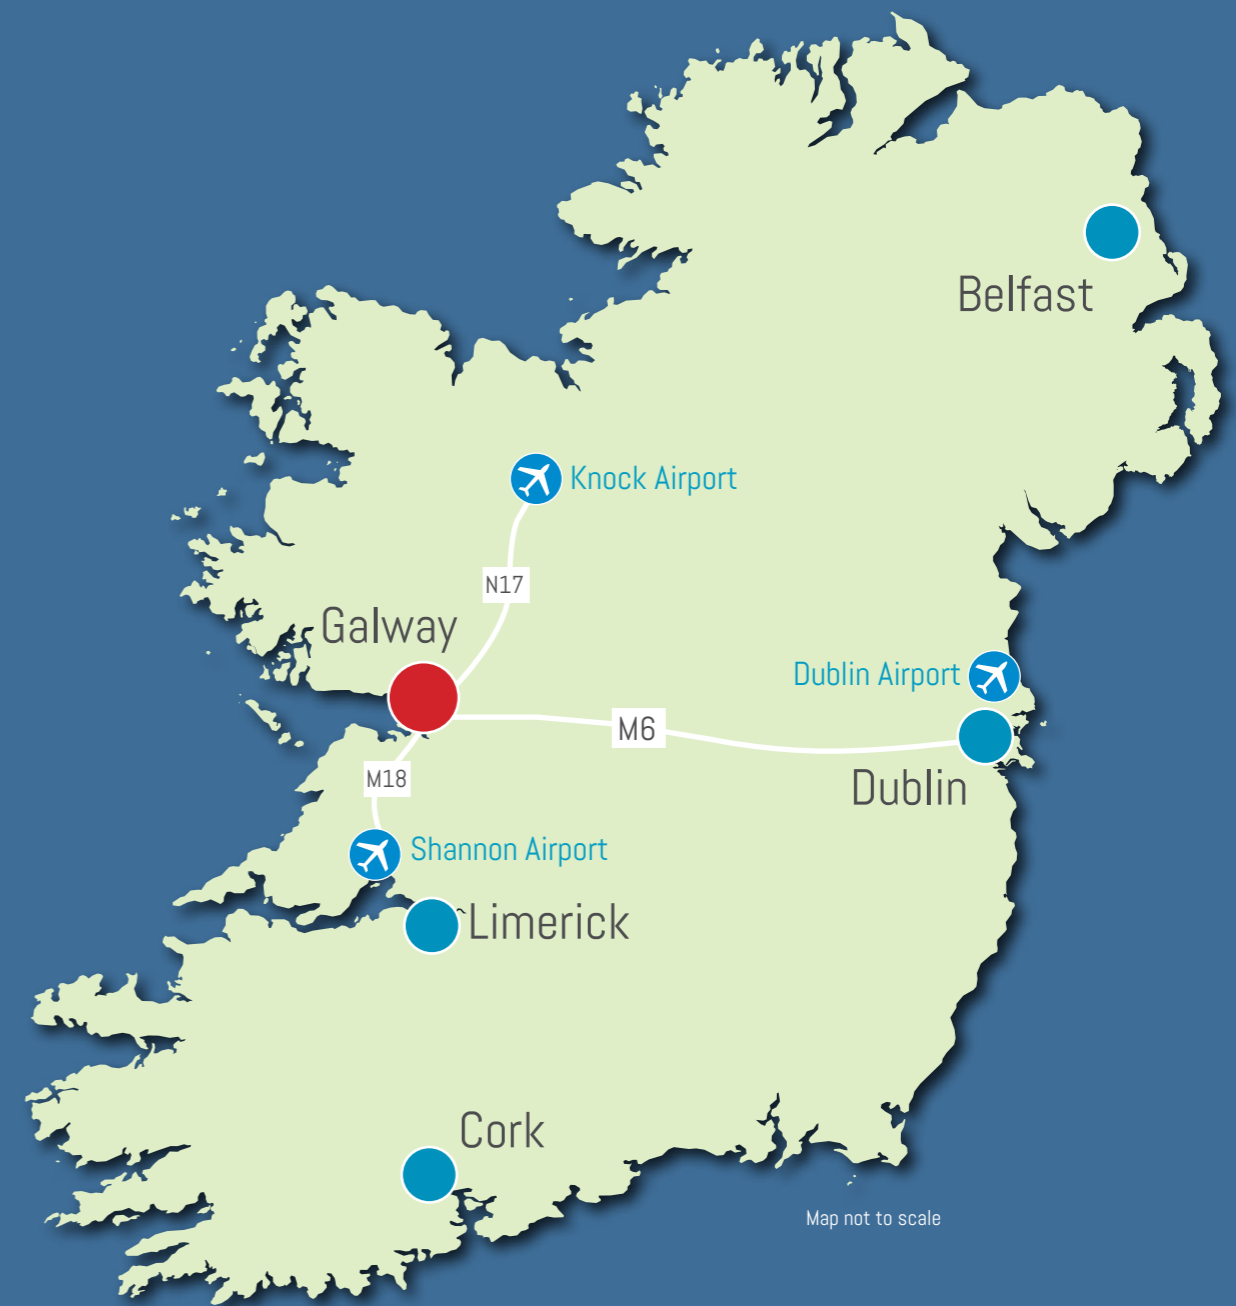 Belfast
Knock Airport
N17
Galway
Dublin Airport
M6
M18
Dublin
Shannon Airport
Limerick
Cork
Map not to scale